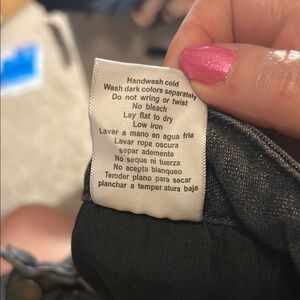 Handwash cold
Wash dark colors separately
Do not wring or twist
No bleach
Lay flat to dry
Low iron
Lavar a mano en agua fria
Lavar ropa oscura
separ ademente
No seque ni tuerza
No acepta blanqueo
Temder plano para secar
planchar a temper atura baja